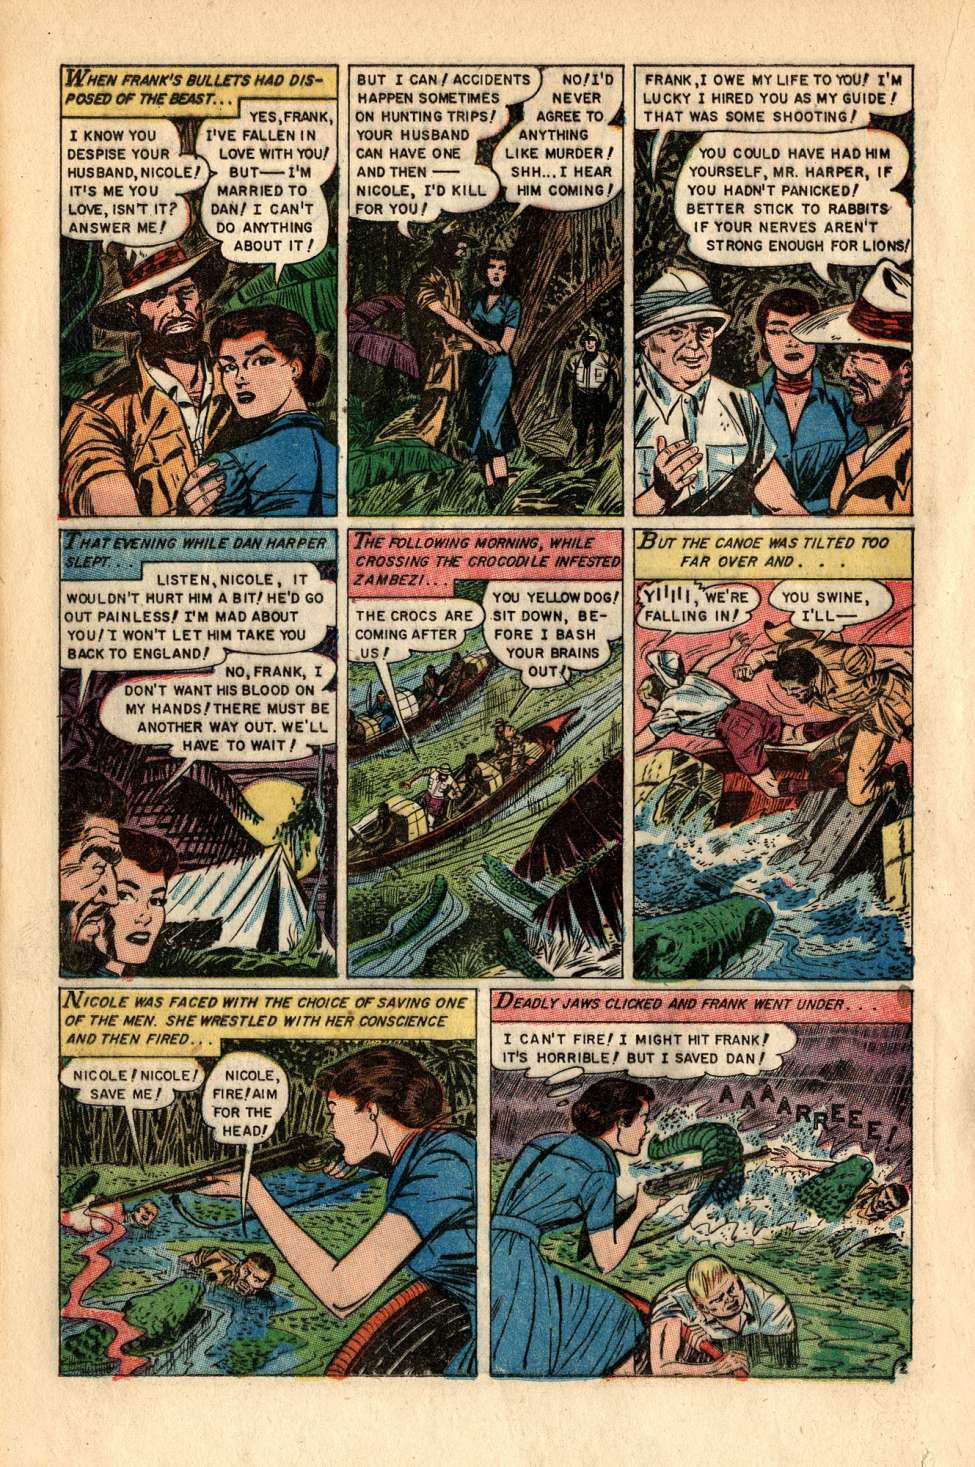 WHEN FRANK'S BULLETS HAD DIS-
POSED OF THE BEAST...
I KNOW YOU
DESPISE YOUR
HUSBAND, NICOLE!
IT'S ME YOU
LOVE, ISN'T IT?
ANSWER ME!
YES, FRANK,
I'VE FALLEN IN
LOVE WITH YOU!
BUT—I'M
MARRIED TO
DAN! I CAN'T
DO ANYTHING
ABOUT IT!
BUT I CAN! ACCIDENTS
HAPPEN SOMETIMES
ON HUNTING TRIPS!
YOUR HUSBAND
CAN HAVE ONE
AND THEN—
NICOLE, I'D KILL
FOR YOU!
NO! I'D
NEVER
AGREE TO
ANYTHING
LIKE MURDER!
SHH... I HEAR
HIM COMING!
FRANK, I OWE MY LIFE TO YOU! I'M
LUCKY I HIRED YOU AS MY GUIDE!
THAT WAS SOME SHOOTING!
YOU COULD HAVE HAD HIM
YOURSELF, MR. HARPER, IF
YOU HADN'T PANICKED!
BETTER STICK TO RABBITS
IF YOUR NERVES AREN'T
STRONG ENOUGH FOR LIONS!
THAT EVENING WHILE DAN HARPER
SLEPT...
LISTEN, NICOLE, IT
WOULDN'T HURT HIM A BIT! HE'D GO
OUT PAINLESS! I'M MAD ABOUT
YOU! I WON'T LET HIM TAKE YOU
BACK TO ENGLAND!
NO, FRANK, I
DON'T WANT HIS BLOOD ON
MY HANDS! THERE MUST BE
ANOTHER WAY OUT. WE'LL
HAVE TO WAIT!
THE FOLLOWING MORNING, WHILE
CROSSING THE CROCODILE INFESTED
ZAMBEZI...
THE CROCS ARE
COMING AFTER
US!
YOU YELLOW DOG!
SIT DOWN, BE-
FORE I BASH
YOUR BRAINS
OUT!
BUT THE CANOE WAS TILTED TOO
FAR OVER AND . . .
YIIIII, WE'RE
FALLING IN!
YOU SWINE,
I'LL—
NICOLE WAS FACED WITH THE CHOICE OF SAVING ONE
OF THE MEN. SHE WRESTLED WITH HER CONSCIENCE
AND THEN FIRED...
NICOLE! NICOLE!
SAVE ME!
NICOLE,
FIRE! AIM
FOR THE
HEAD!
DEADLY JAWS CLICKED AND FRANK WENT UNDER...
I CAN'T FIRE! I MIGHT HIT FRANK!
IT'S HORRIBLE! BUT I SAVED DAN!
AAAARREEE!
2